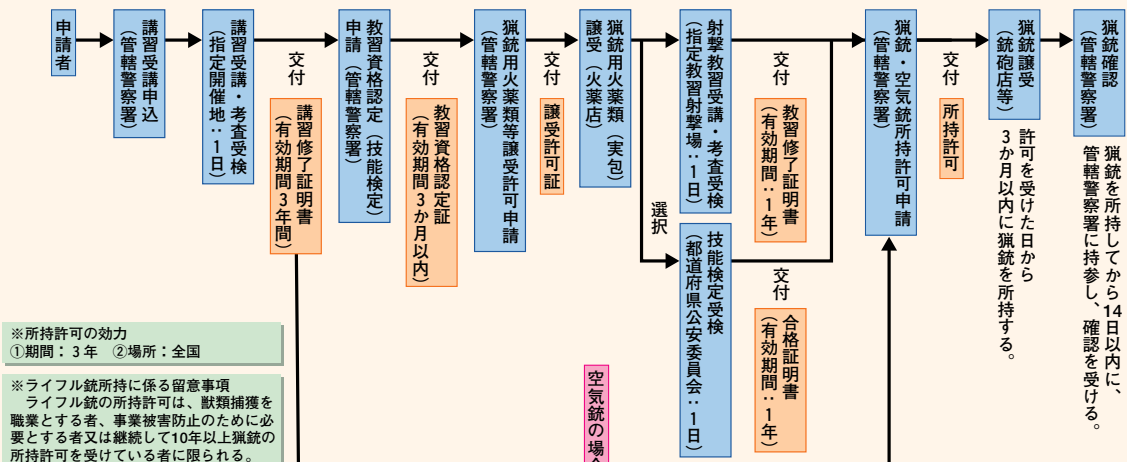 申請者
講習受講申込
（管轄警察署）
講習受講・考査受検
（指定開催地：1日）
交付
講習修了証明書
（有効期間3年間）
教習資格認定（技能検定）
申請（管轄警察署）
交付
教習資格認定証
（有効期間3か月以内）
猟銃用火薬類等譲受許可申請
（管轄警察署）
交付
譲受許可証
猟銃用火薬類（実包）
譲受（火薬店）
選択
射撃教習受講・考査受検
（指定教習射撃場：1日）
交付
教習修了証明書
（有効期間：1年）
技能検定受検
（都道府県公安委員会：1日）
交付
合格証明書
（有効期間：1年）
猟銃・空気銃所持許可申請
（管轄警察署）
交付
所持許可
猟銃譲受
（銃砲店等）
許可を受けた日から
3か月以内に猟銃を所持する。
猟銃確認
（管轄警察署）
猟銃を所持してから14日以内に、
管轄警察署に持参し、確認を受ける。
※所持許可の効力
①期間：3年　②場所：全国
※ライフル銃所持に係る留意事項
　ライフル銃の所持許可は、獣類捕獲を
職業とする者、事業被害防止のために必
要とする者又は継続して10年以上猟銃の
所持許可を受けている者に限られる。
空気銃の場合